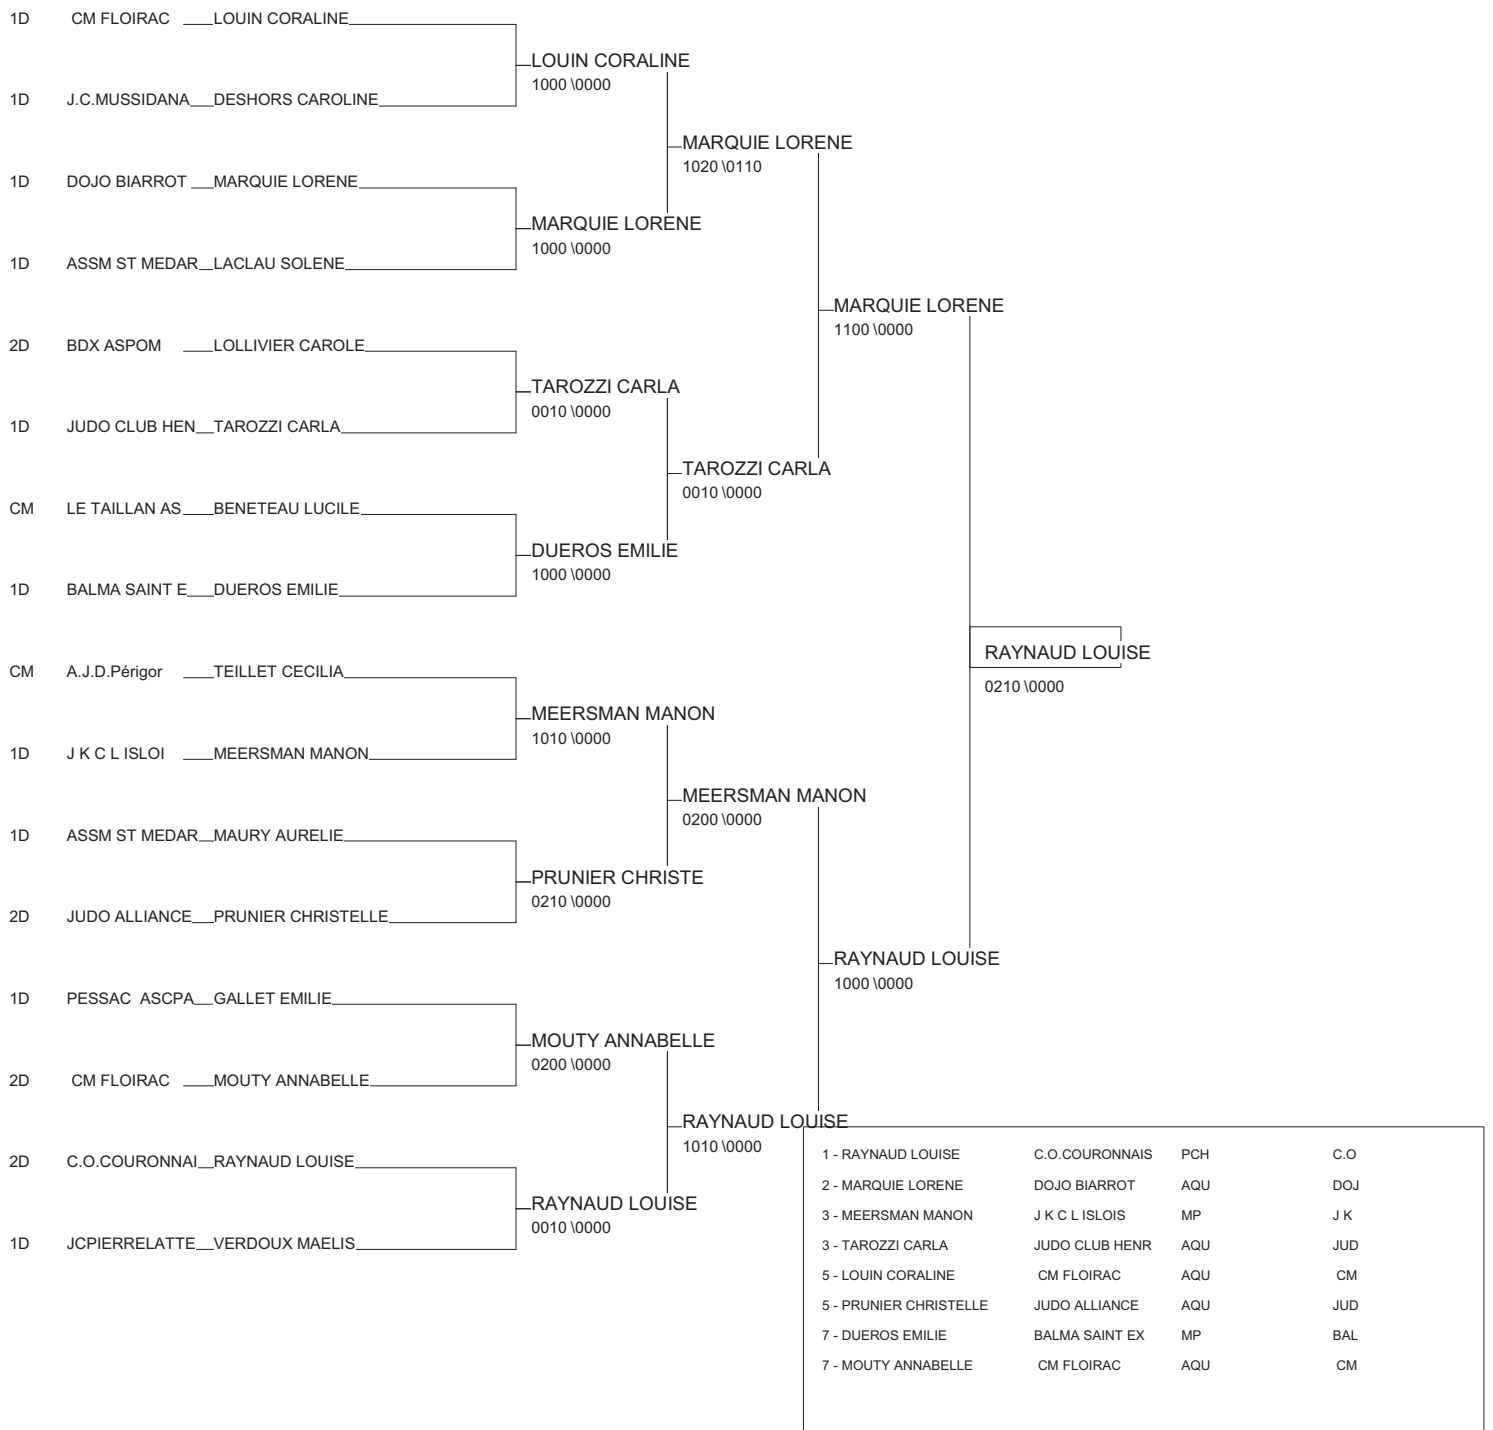 1D CM FLOIRAC LOUIN CORALINE
LOUIN CORALINE
1000 \0000
1D J.C.MUSSIDANA DESHORS CAROLINE
MARQUIE LORENE
1020 \0110
1D DOJO BIARROT MARQUIE LORENE
MARQUIE LORENE
1000 \0000
1D ASSM ST MEDAR LACLAU SOLENE
MARQUIE LORENE
1100 \0000
2D BDX ASPOM LOLLIVIER CAROLE
TAROZZI CARLA
0010 \0000
1D JUDO CLUB HEN TAROZZI CARLA
TAROZZI CARLA
0010 \0000
CM LE TAILLAN AS BENETEAU LUCILE
DUEROS EMILIE
1000 \0000
1D BALMA SAINT E DUEROS EMILIE
RAYNAUD LOUISE
0210 \0000
CM A.J.D.Périgor TEILLET CECILIA
MEERSMAN MANON
1010 \0000
1D J K C L ISLOI MEERSMAN MANON
MEERSMAN MANON
0200 \0000
1D ASSM ST MEDAR MAURY AURELIE
PRUNIER CHRISTE
0210 \0000
2D JUDO ALLIANCE PRUNIER CHRISTELLE
RAYNAUD LOUISE
1000 \0000
1D PESSAC ASCPA GALLET EMILIE
MOUTY ANNABELLE
0200 \0000
2D CM FLOIRAC MOUTY ANNABELLE
RAYNAUD LOUISE
1010 \0000
2D C.O.COURONNAI RAYNAUD LOUISE
RAYNAUD LOUISE
0010 \0000
1D JCPIERRELATTE VERDOUX MAELIS
1 - RAYNAUD LOUISE C.O.COURONNAIS PCH C.O
2 - MARQUIE LORENE DOJO BIARROT AQU DOJ
3 - MEERSMAN MANON J K C L ISLOIS MP J K
3 - TAROZZI CARLA JUDO CLUB HENR AQU JUD
5 - LOUIN CORALINE CM FLOIRAC AQU CM
5 - PRUNIER CHRISTELLE JUDO ALLIANCE AQU JUD
7 - DUEROS EMILIE BALMA SAINT EX MP BAL
7 - MOUTY ANNABELLE CM FLOIRAC AQU CM